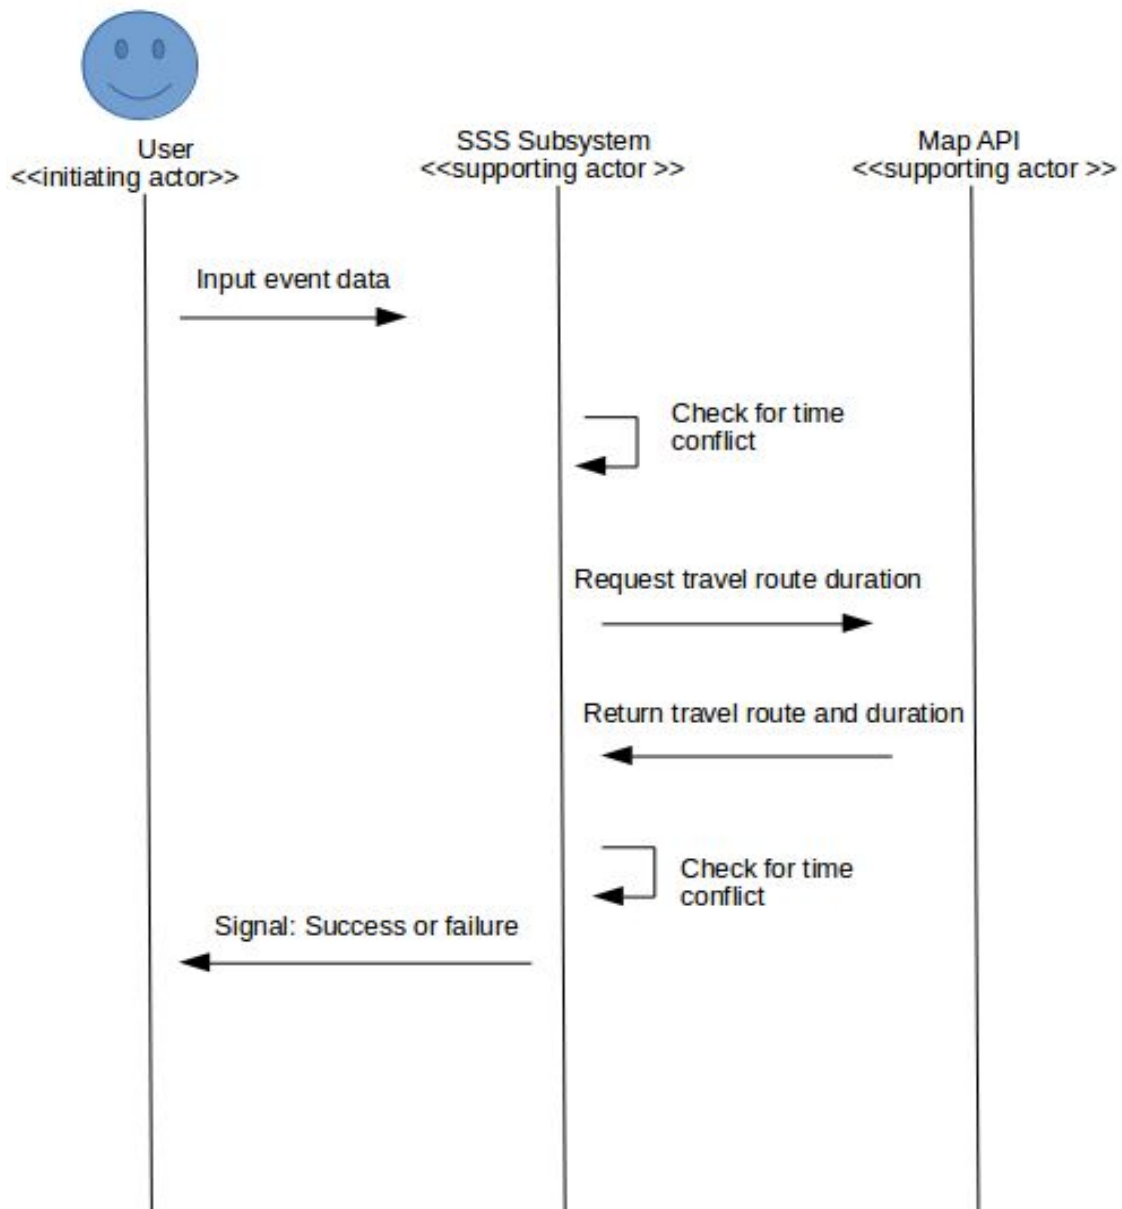 User
<<initiating actor>>
SSS Subsystem
<<supporting actor >>
Map API
<<supporting actor >>
Input event data
Check for time
conflict
Request travel route duration
Return travel route and duration
Check for time
conflict
Signal: Success or failure